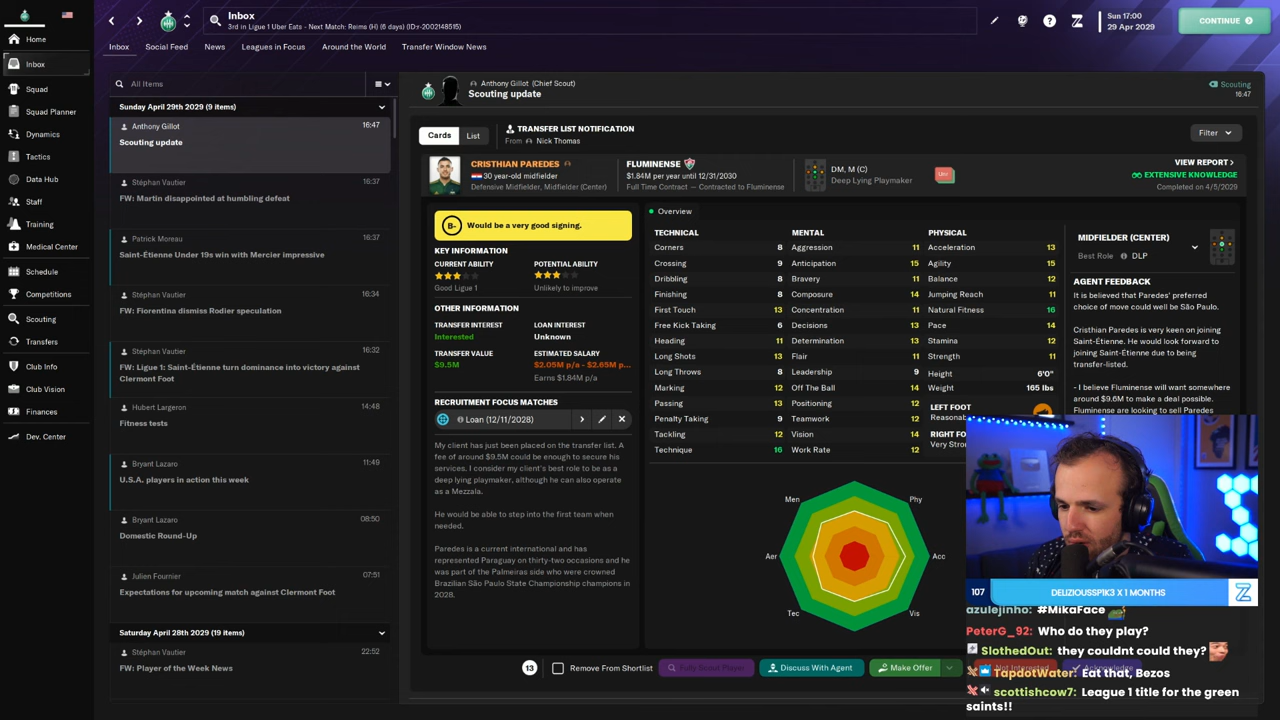 Inbox
3rd in Ligue 1 Uber Eats - Next Match: Reims (H) (6 days) (ID:r-2002148515)
Sun 17:00
29 Apr 2029
CONTINUE
Home
Inbox
Squad
Squad Planner
Dynamics
Tactics
Data Hub
Staff
Training
Medical Center
Schedule
Competitions
Scouting
Transfers
Club Info
Club Vision
Finances
Dev. Center
Inbox
Social Feed
News
Leagues in Focus
Around the World
Transfer Window News
All Items
Sunday April 29th 2029 (9 items)
Anthony Gillot 16:47
Scouting update
Stéphan Vautier 16:37
FW: Martin disappointed at humbling defeat
Patrick Moreau 16:37
Saint-Étienne Under 19s win with Mercier impressive
Stéphan Vautier 16:34
FW: Fiorentina dismiss Rodier speculation
Stéphan Vautier 16:32
FW: Ligue 1: Saint-Étienne turn dominance into victory against
Clermont Foot
Hubert Largeron 14:48
Fitness tests
Bryant Lazaro 11:49
U.S.A. players in action this week
Bryant Lazaro 08:50
Domestic Round-Up
Julien Fournier 07:51
Expectations for upcoming match against Clermont Foot
Saturday April 28th 2029 (19 items)
Stéphan Vautier 22:52
FW: Player of the Week News
Anthony Gillot (Chief Scout)
Scouting update
Scouting
16:47
Cards
List
TRANSFER LIST NOTIFICATION
From Nick Thomas
Filter
CRISTHIAN PAREDES
30 year-old midfielder
Defensive Midfielder, Midfielder (Center)
FLUMINENSE
$1.84M per year until 12/31/2030
Full Time Contract — Contracted to Fluminense
DM, M (C)
Deep Lying Playmaker
VIEW REPORT >
EXTENSIVE KNOWLEDGE
Completed on 4/5/2029
B- Would be a very good signing.
KEY INFORMATION
CURRENT ABILITY
Good Ligue 1
POTENTIAL ABILITY
Unlikely to improve
OTHER INFORMATION
TRANSFER INTEREST
Interested
LOAN INTEREST
Unknown
TRANSFER VALUE
$9.5M
ESTIMATED SALARY
$2.05M p/a - $2.65M p...
Earns $1.84M p/a
RECRUITMENT FOCUS MATCHES
Loan (12/11/2028)
My client has just been placed on the transfer list. A
fee of around $9.5M could be enough to secure his
services. I consider my client's best role to be as a
deep lying playmaker, although he can also operate
as a Mezzala.
He would be able to step into the first team when
needed.
Paredes is a current international and has
represented Paraguay on thirty-two occasions and he
was part of the Palmeiras side who were crowned
Brazilian São Paulo State Championship champions in
2028.
Overview
TECHNICAL
Corners 8
Crossing 9
Dribbling 8
Finishing 8
First Touch 13
Free Kick Taking 6
Heading 11
Long Shots 13
Long Throws 8
Marking 12
Passing 13
Penalty Taking 9
Tackling 12
Technique 16
MENTAL
Aggression 11
Anticipation 15
Bravery 11
Composure 14
Concentration 11
Decisions 13
Determination 13
Flair 11
Leadership 9
Off The Ball 14
Positioning 12
Teamwork 12
Vision 14
Work Rate 12
PHYSICAL
Acceleration 13
Agility 15
Balance 12
Jumping Reach 11
Natural Fitness 16
Pace 14
Stamina 12
Strength 11
Height 6'0"
Weight 165 lbs
LEFT FOOT
RIGHT
Very Stron
Men
Phy
Aer
Acc
Tec
Vis
MIDFIELDER (CENTER)
Best Role DLP
AGENT FEEDBACK
It is believed that Paredes' preferred
choice of move could well be São Paulo.
Cristhian Paredes is very keen on joining
Saint-Étienne. He would look forward to
joining Saint-Étienne due to being
transfer-listed.
- I believe Fluminense will want somewhere
around $9.6M to make a deal possible.
Fluminense are looking to sell Paredes
13
Remove From Shortlist
Fully Scout Player
Discuss With Agent
Make Offer
Not Interested
Acknowledge
107
DELIZIOUSSP1K3 X 1 MONTHS
azulejinho: #MikaFace
PeterG_92: Who do they play?
SlothedOut: they couldnt could they?
TapdotWater: Eat that, Bezos
scottishcow7: League 1 title for the green
saints!!